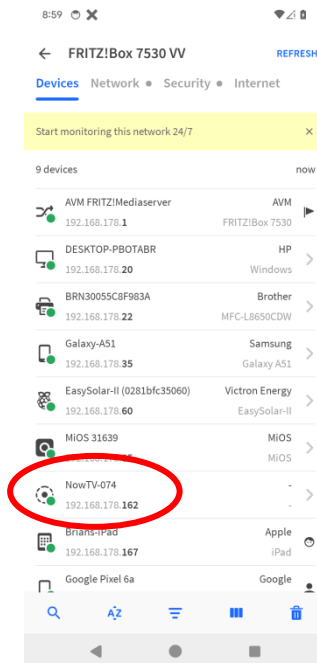 8:59
FRITZ!Box 7530 VV REFRESH
Devices Network Security Internet
Start monitoring this network 24/7 ×
9 devices now
AVM FRITZ!Mediaserver AVM
192.168.178.1 FRITZ!Box 7530
DESKTOP-PBOTABR HP
192.168.178.20 Windows
BRN30055C8F983A Brother
192.168.178.22 MFC-L8650CDW
Galaxy-A51 Samsung
192.168.178.35 Galaxy A51
EasySolar-II (0281bfc35060) Victron Energy
192.168.178.60 EasySolar-II
MiOS 31639 MiOS
MiOS
NowTV-074 -
192.168.178.162 -
Brians-iPad Apple
192.168.178.167 iPad
Google Pixel 6a Google
AZ